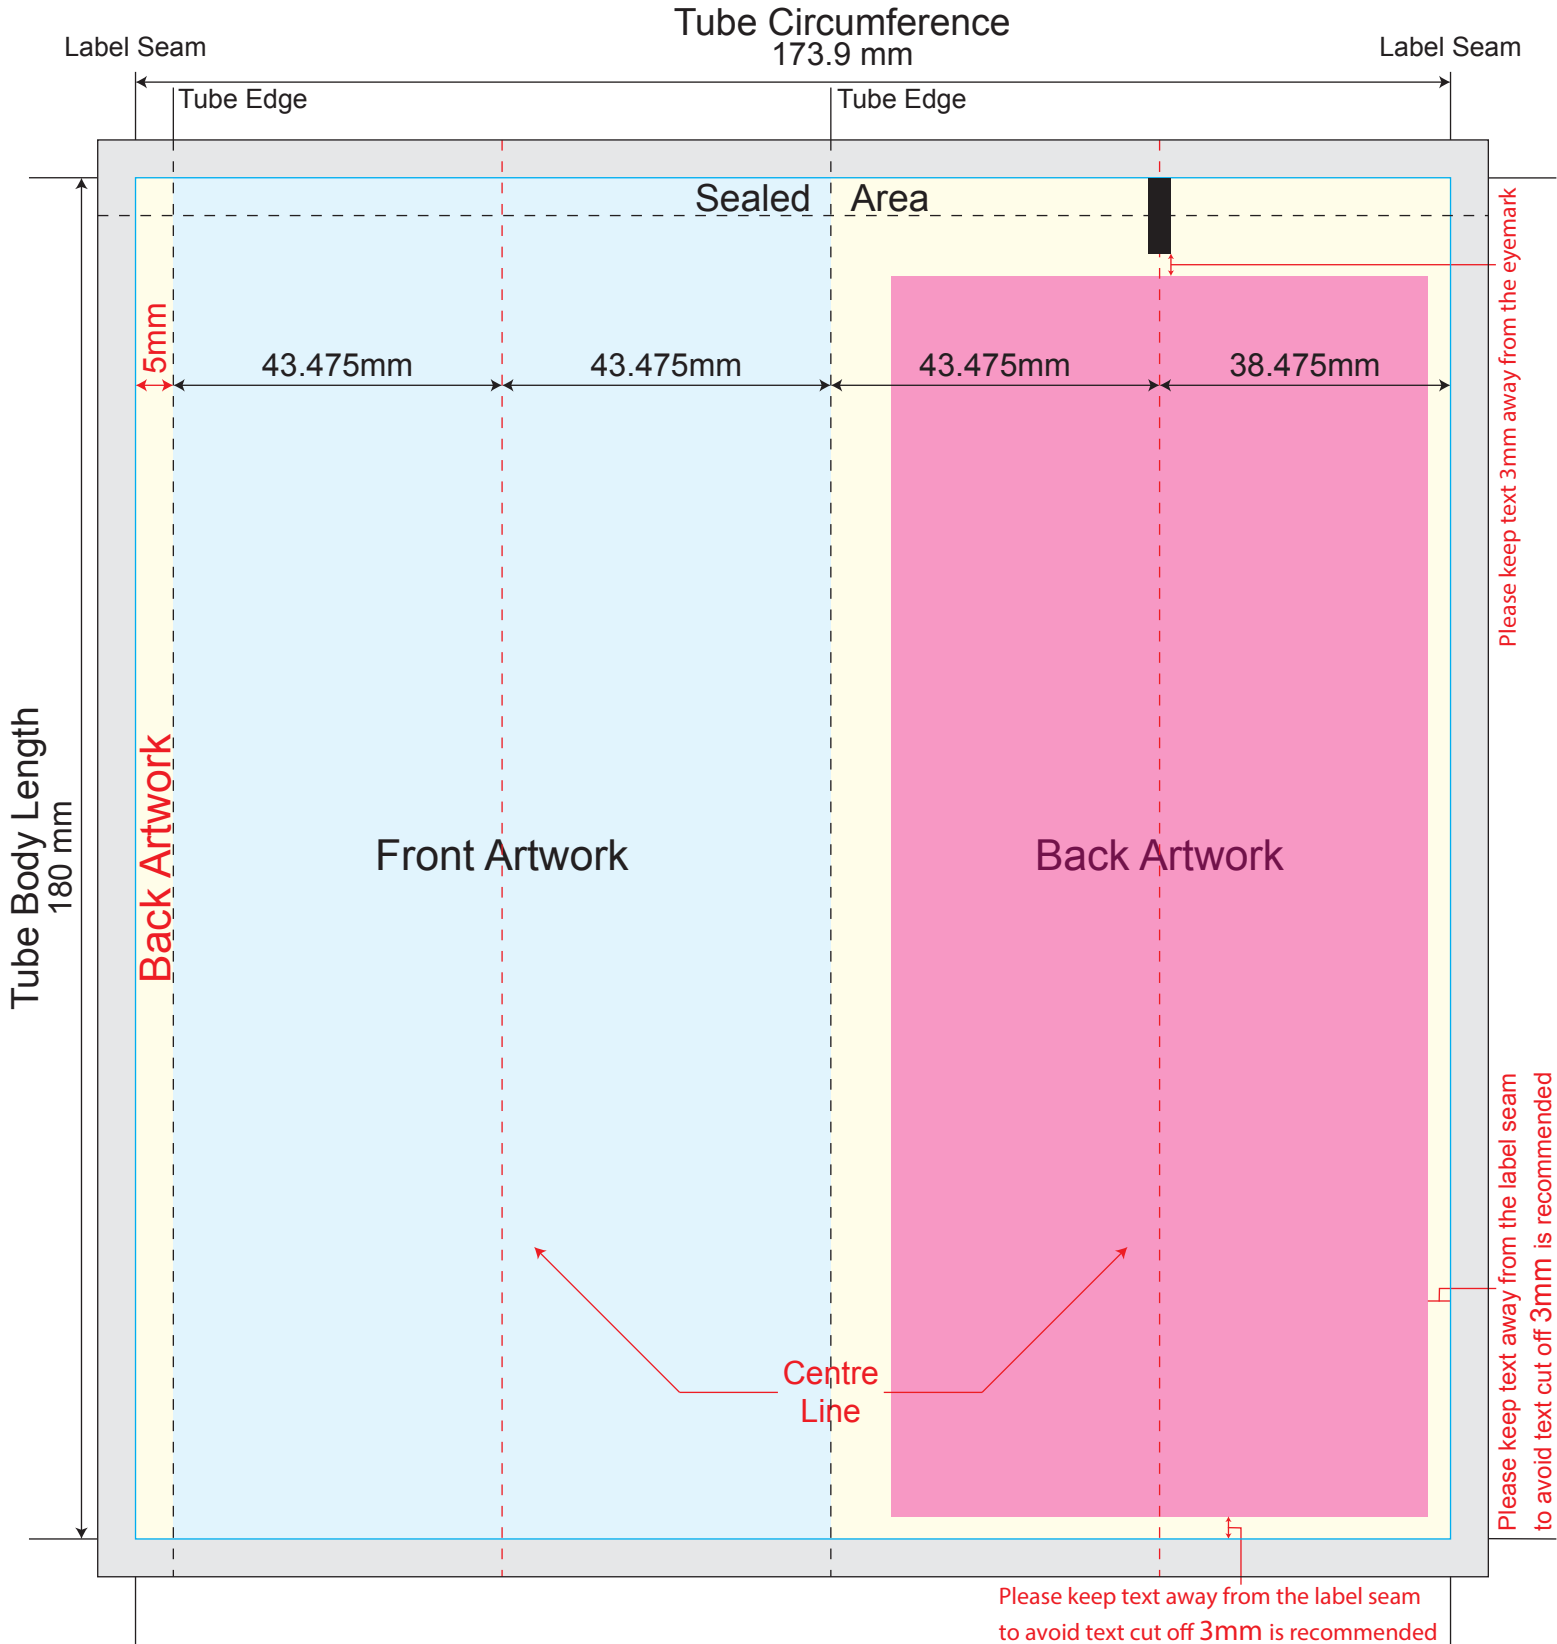 Tube Circumference
173.9 mm
Label Seam
Label Seam
Tube Edge
Tube Edge
Sealed Area
Please keep text 3mm away from the eyemark
5mm
43.475mm
43.475mm
43.475mm
38.475mm
Tube Body Length
180 mm
Back Artwork
Front Artwork
Back Artwork
Centre
Line
Please keep text away from the label seam
to avoid text cut off 3mm is recommended
Please keep text away from the label seam
to avoid text cut off 3mm is recommended